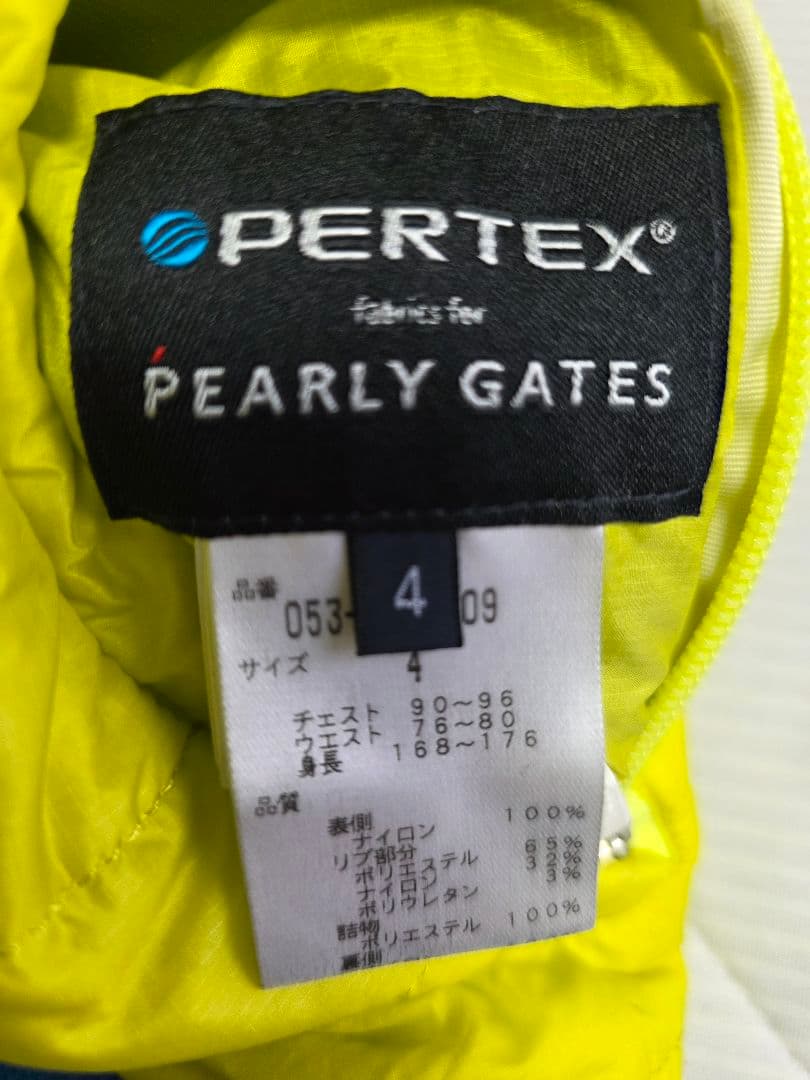 PERTEX®
fabrics for
PEARLY GATES
4
品番
053- 09
サイズ 4
チェスト 90～96
ウエスト 76～80
身長 168～176
品質
表側
ナイロン 100%
リブ部分
ポリエステル 65%
ナイロン 32%
ポリウレタン 3%
詰物
ポリエステル 100%
裏側